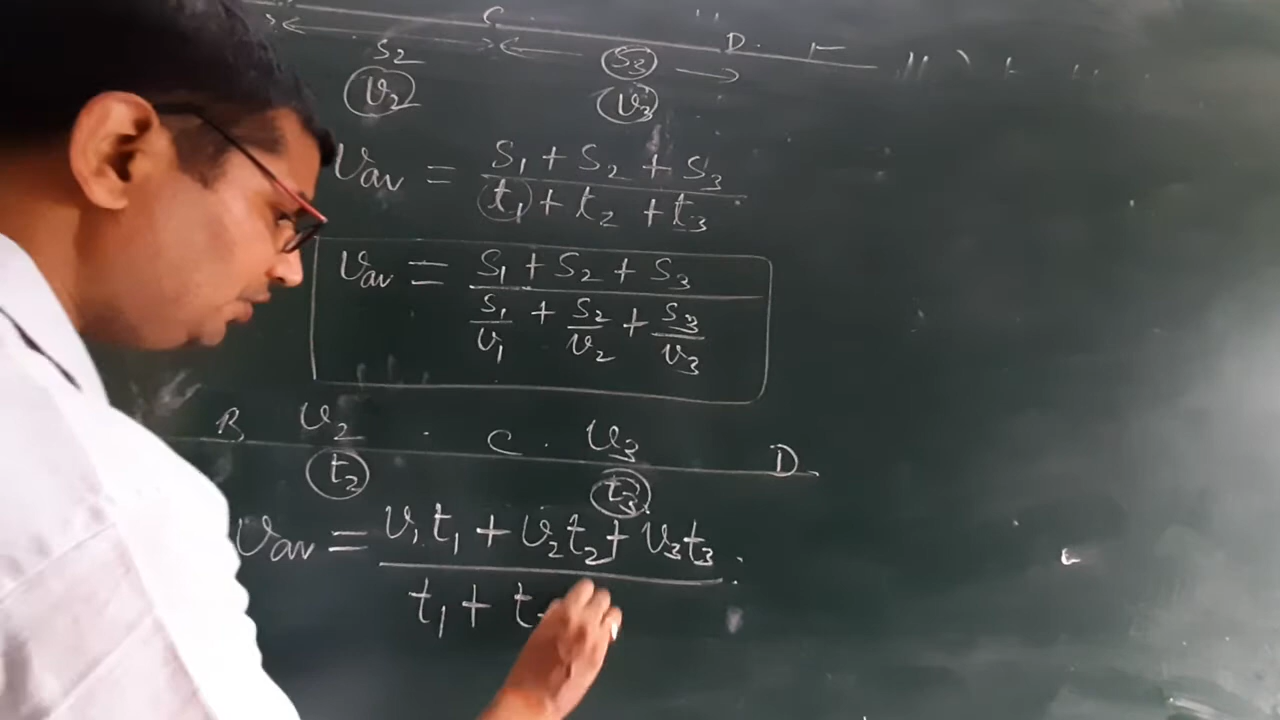 C D
S2 S3
V2 V3
Vav = S1 + S2 + S3 / t1 + t2 + t3
Vav = S1 + S2 + S3 / S1/V1 + S2/V2 + S3/V3
B V2 C V3 D
t2 t3
Vav = V1t1 + V2t2 + V3t3 / t1 + t